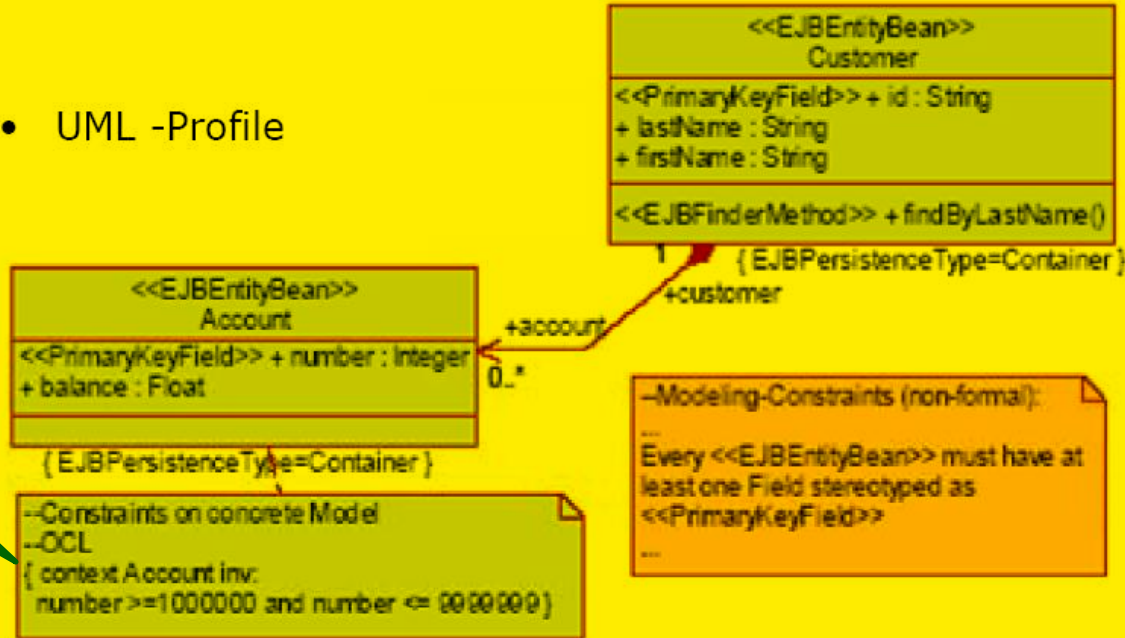 • UML -Profile
<<EJBEntityBean>>
Customer
<<PrimaryKeyField>> + id : String
+ lastName : String
+ firstName : String
<<EJBFinderMethod>> + findByLastName()
1
{ EJBPersistenceType=Container }
+customer
+account
0..*
<<EJBEntityBean>>
Account
<<PrimaryKeyField>> + number : Integer
+ balance : Float
{ EJBPersistenceType=Container }
--Constraints on concrete Model
--OCL
{ context Account inv:
number >=1000000 and number <= 9999999 }
--Modeling-Constraints (non-formal):
...
Every <<EJBEntityBean>> must have at
least one Field stereotyped as
<<PrimaryKeyField>>
...